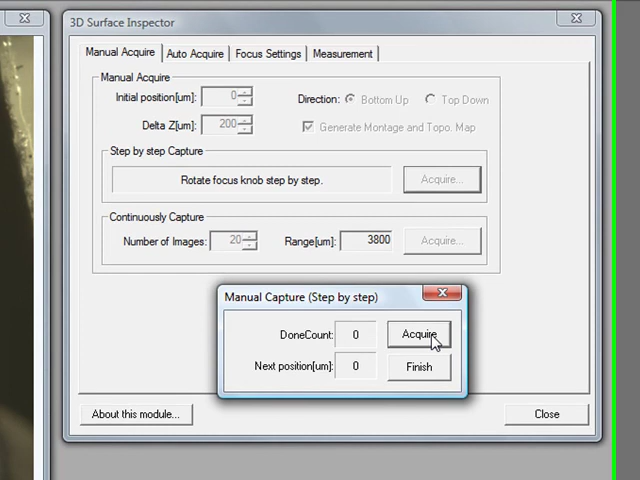 3D Surface Inspector
Manual Acquire Auto Acquire Focus Settings Measurement
Manual Acquire
Initial position[um]: 0 Direction: Bottom Up Top Down
Delta Z[um]: 200 Generate Montage and Topo. Map
Step by step Capture
Rotate focus knob step by step. Acquire...
Continuously Capture
Number of Images: 20 Range[um]: 3800 Acquire...
Manual Capture (Step by step)
DoneCount: 0 Acquire
Next position[um]: 0 Finish
About this module... Close